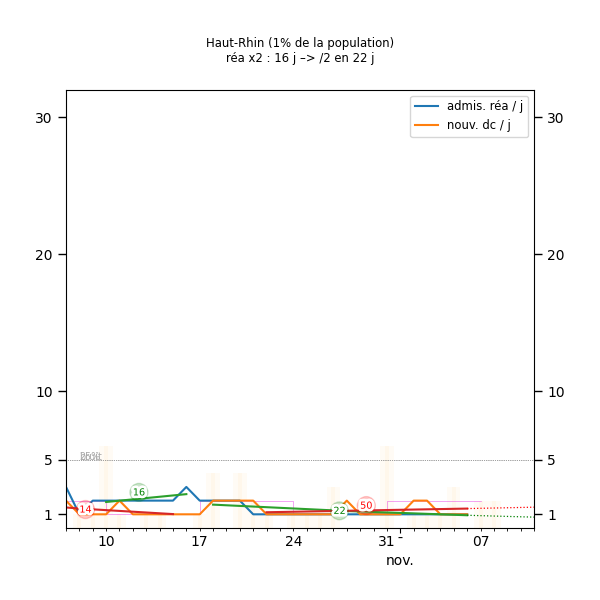 Haut-Rhin (1% de la population)
réa x2 : 16 j –> /2 en 22 j
admis. réa / j
nouv. dc / j
30 30
20 20
10 10
5 5
1 1
14
16
22
50
10 17 24 31 - 07
nov.